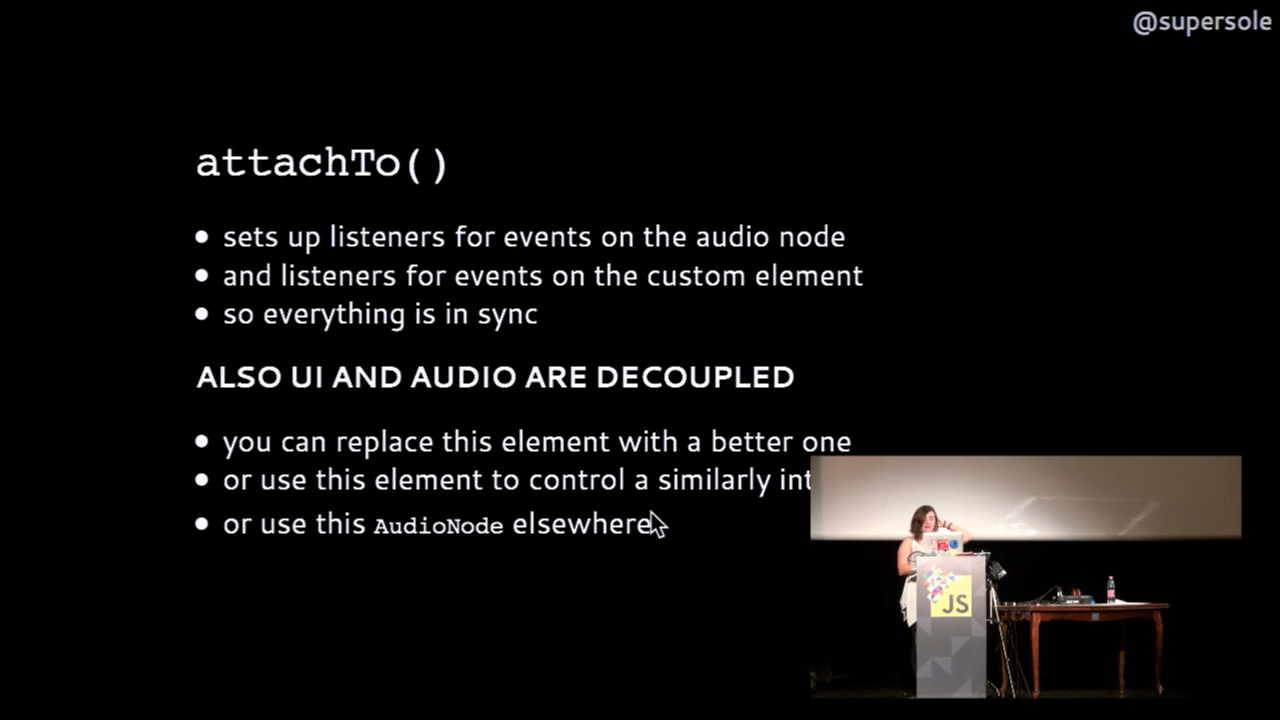 @supersole
attachTo()
• sets up listeners for events on the audio node
• and listeners for events on the custom element
• so everything is in sync
ALSO UI AND AUDIO ARE DECOUPLED
• you can replace this element with a better one
• or use this element to control a similarly
• or use this AudioNode elsewhere
JS